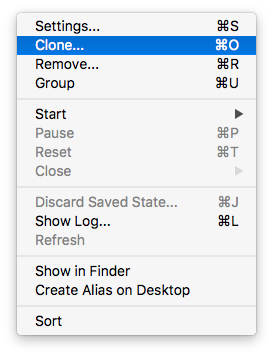 Settings... ⌘S
Clone... ⌘O
Remove... ⌘R
Group ⌘U
Start ▶
Pause ⌘P
Reset ⌘T
Close ▶
Discard Saved State... ⌘J
Show Log... ⌘L
Refresh
Show in Finder
Create Alias on Desktop
Sort